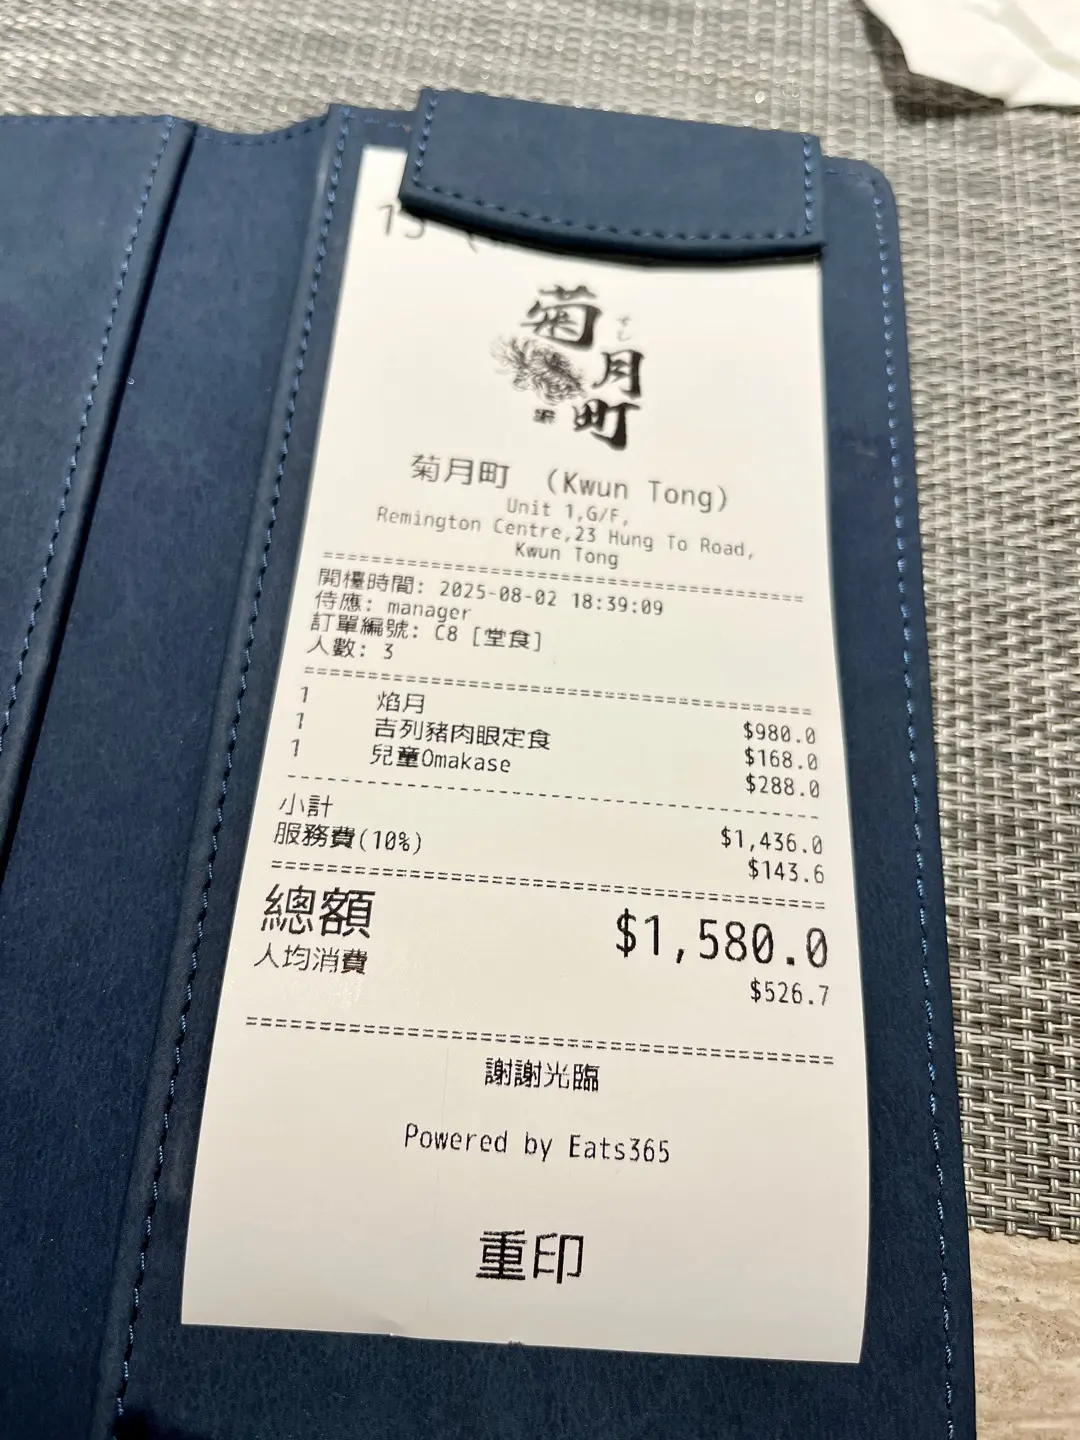 菊月町
菊月町 (Kwun Tong)
Unit 1,G/F,
Remington Centre,23 Hung To Road,
Kwun Tong
開檯時間: 2025-08-02 18:39:09
侍應: manager
訂單編號: C8 [堂食]
人數: 3
1 焰月 $980.0
1 吉列豬肉眼定食 $168.0
1 兒童Omakase $288.0
小計 $1,436.0
服務費(10%) $143.6
總額 $1,580.0
人均消費 $526.7
謝謝光臨
Powered by Eats365
重印